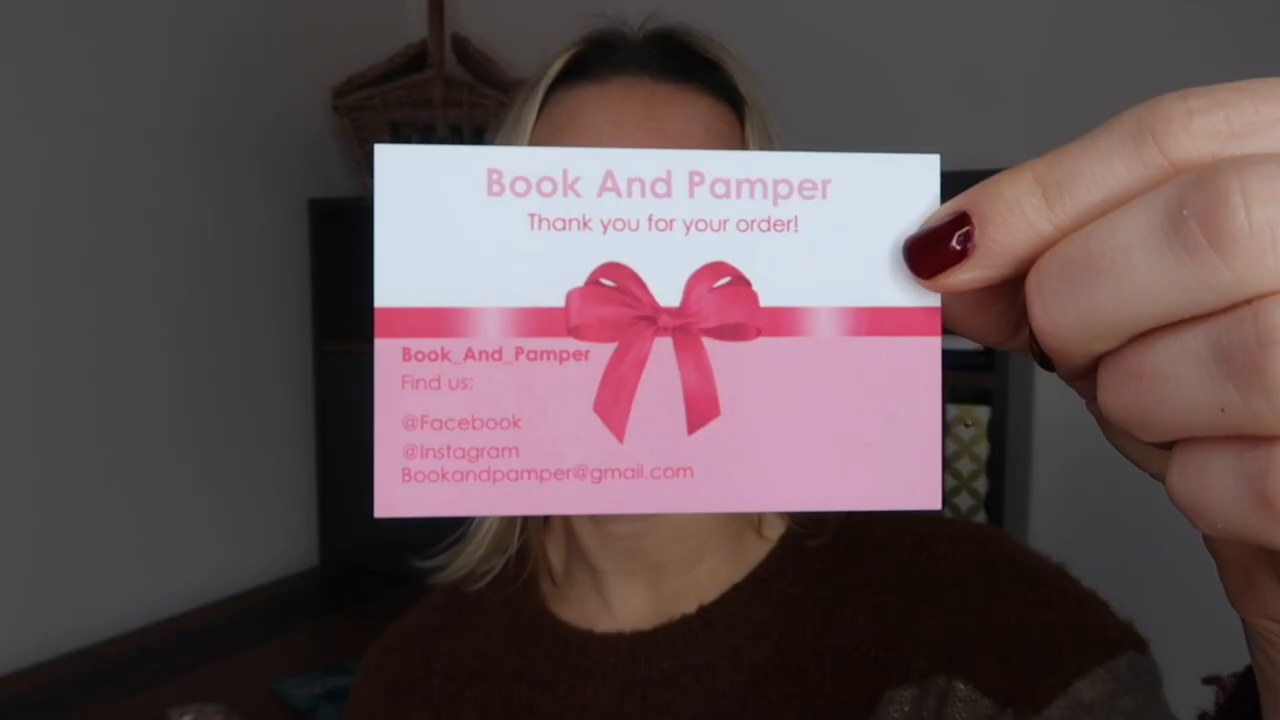 Book And Pamper
Thank you for your order!
Book_And_Pamper
Find us:
@Facebook
@Instagram
Bookandpamper@gmail.com